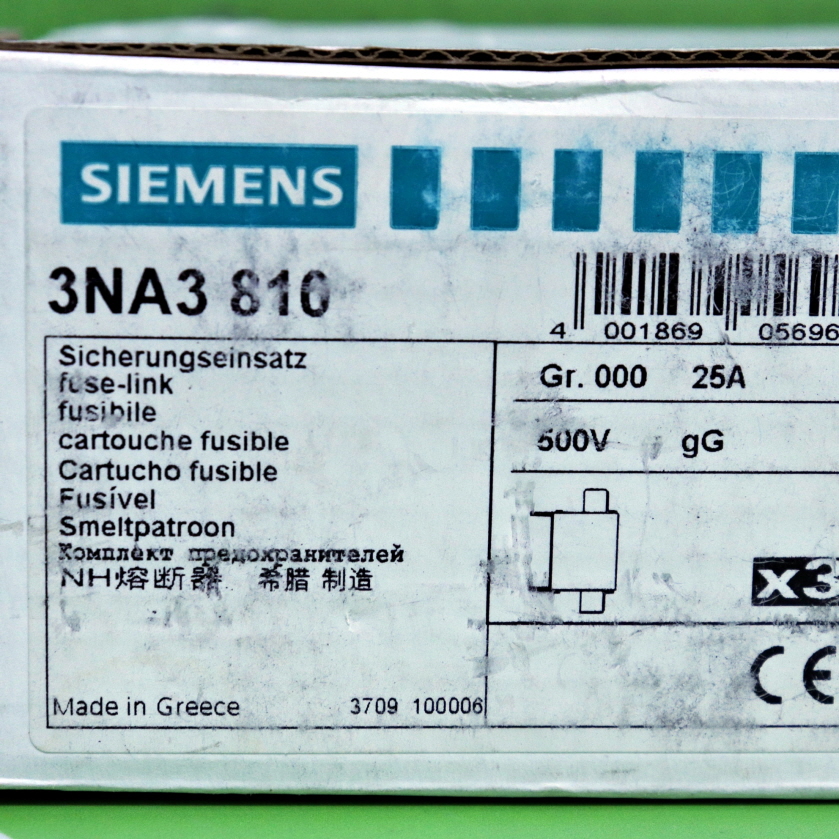 SIEMENS
3NA3 810
4 001869 05696
Sicherungseinsatz
fuse-link
fusibile
cartouche fusible
Cartucho fusible
Fusível
Smeltpatroon
Комплект предохранителей
NH熔断器 希腊 制造
Made in Greece 3709 100006
Gr. 000 25A
500V gG
x3
CE